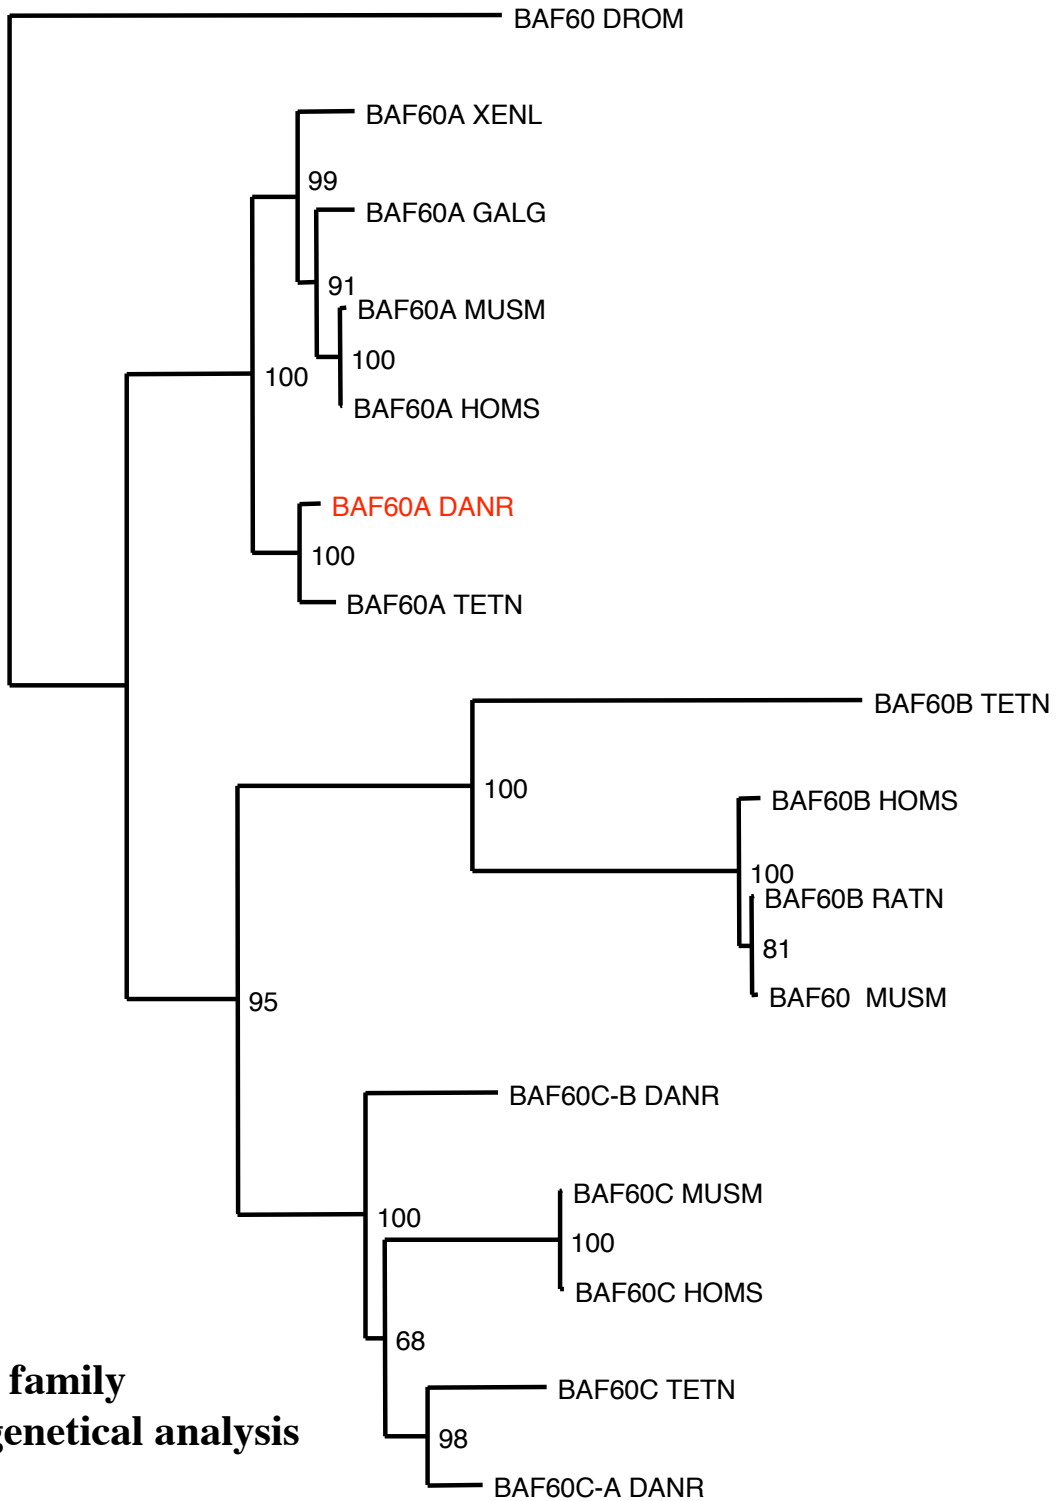 BAF60 DROM
BAF60A XENL
99
BAF60A GALG
91
BAF60A MUSM
100
100
BAF60A HOMS
BAF60A DANR
100
BAF60A TETN
BAF60B TETN
100
BAF60B HOMS
100
BAF60B RATN
81
BAF60  MUSM
95
BAF60C-B DANR
BAF60C MUSM
100
100
BAF60C HOMS
68
family
BAF60C TETN
genetical analysis
98
BAF60C-A DANR